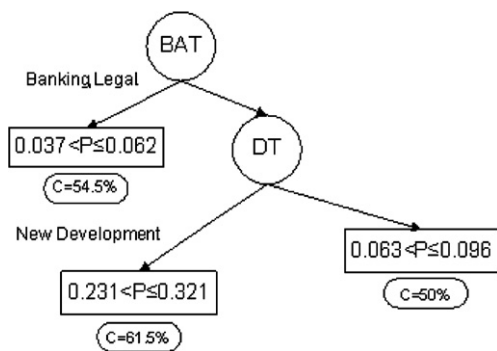 BAT
Banking, Legal
0.037<P≤0.062
C=54.5%
DT
New Development
0.063<P≤0.096
C=50%
0.231<P≤0.321
C=61.5%